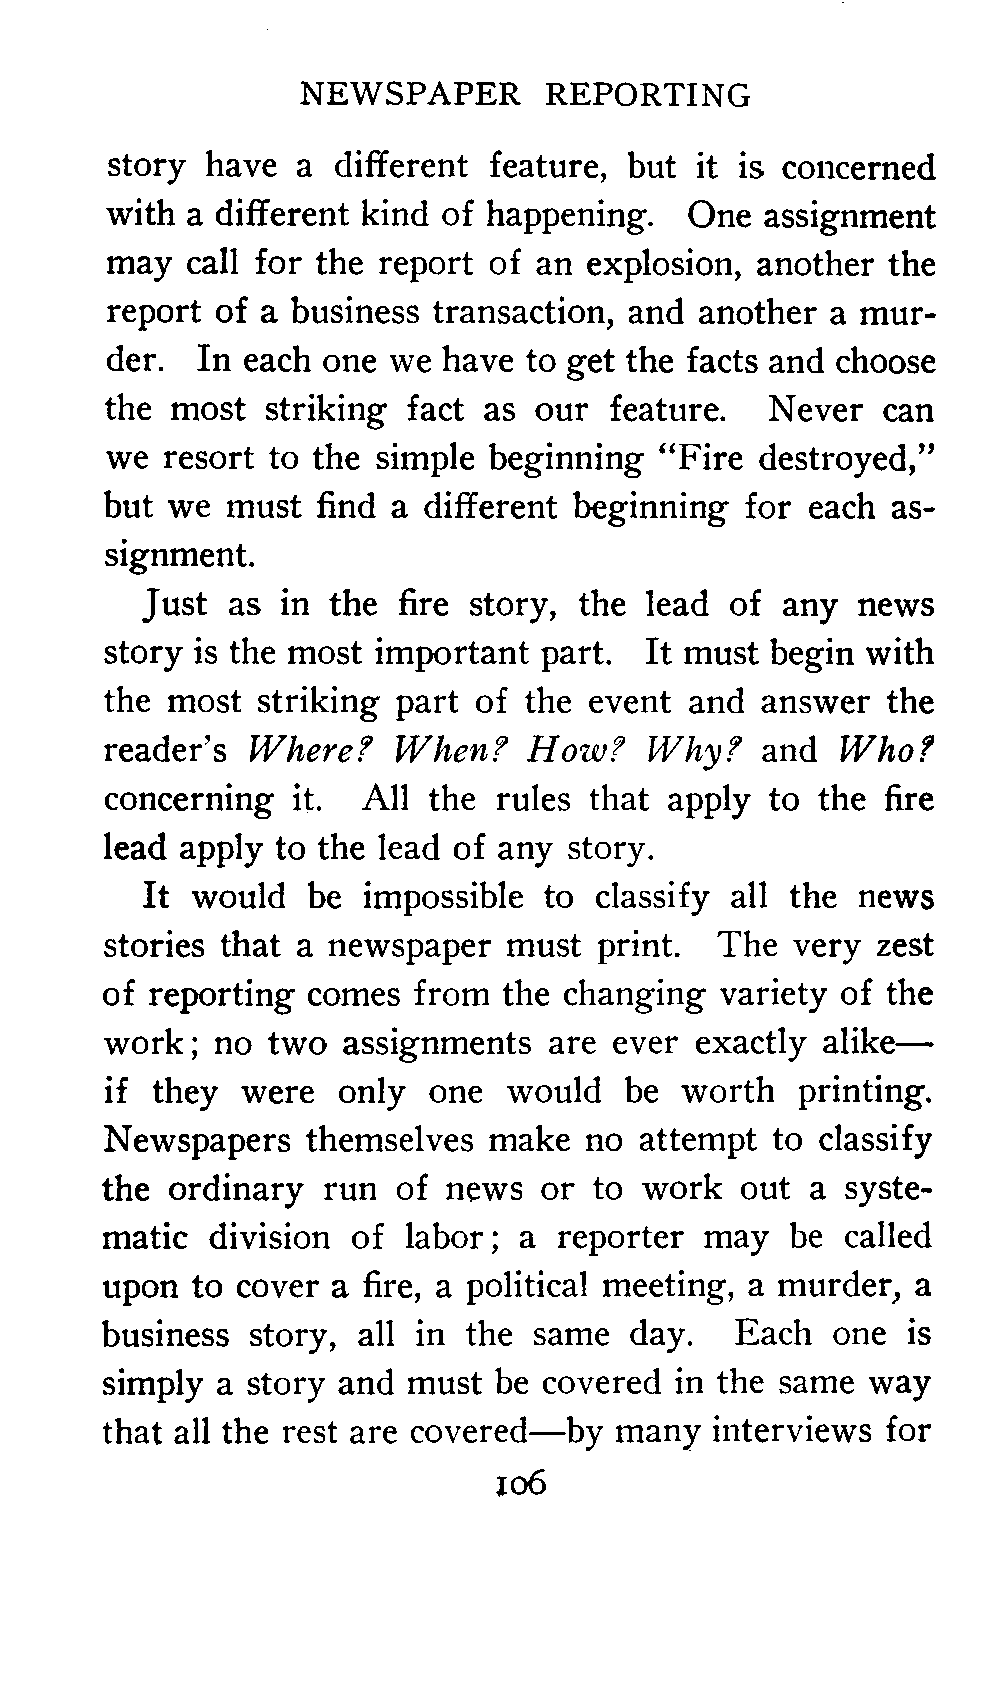 NEWSPAPER REPORTING
story have a different feature, but it is concerned
with a different kind of happening. One assignment
may call for the report of an explosion, another the
report of a business transaction, and another a mur-
der. In each one we have to get the facts and choose
the most striking fact as our feature. Never can
we resort to the simple beginning “Fire destroyed,”
but we must find a different beginning for each as-
signment.
Just as in the fire story, the lead of any news
story is the most important part. It must begin with
the most striking part of the event and answer the
reader’s Where? When? How? Why? and Who?
concerning it. All the rules that apply to the fire
lead apply to the lead of any story.
It would be impossible to classify all the news
stories that a newspaper must print. The very zest
of reporting comes from the changing variety of the
work; no two assignments are ever exactly alike—
if they were only one would be worth printing.
Newspapers themselves make no attempt to classify
the ordinary run of news or to work out a syste-
matic division of labor; a reporter may be called
upon to cover a fire, a political meeting, a murder, a
business story, all in the same day. Each one is
simply a story and must be covered in the same way
that all the rest are covered—by many interviews for
106